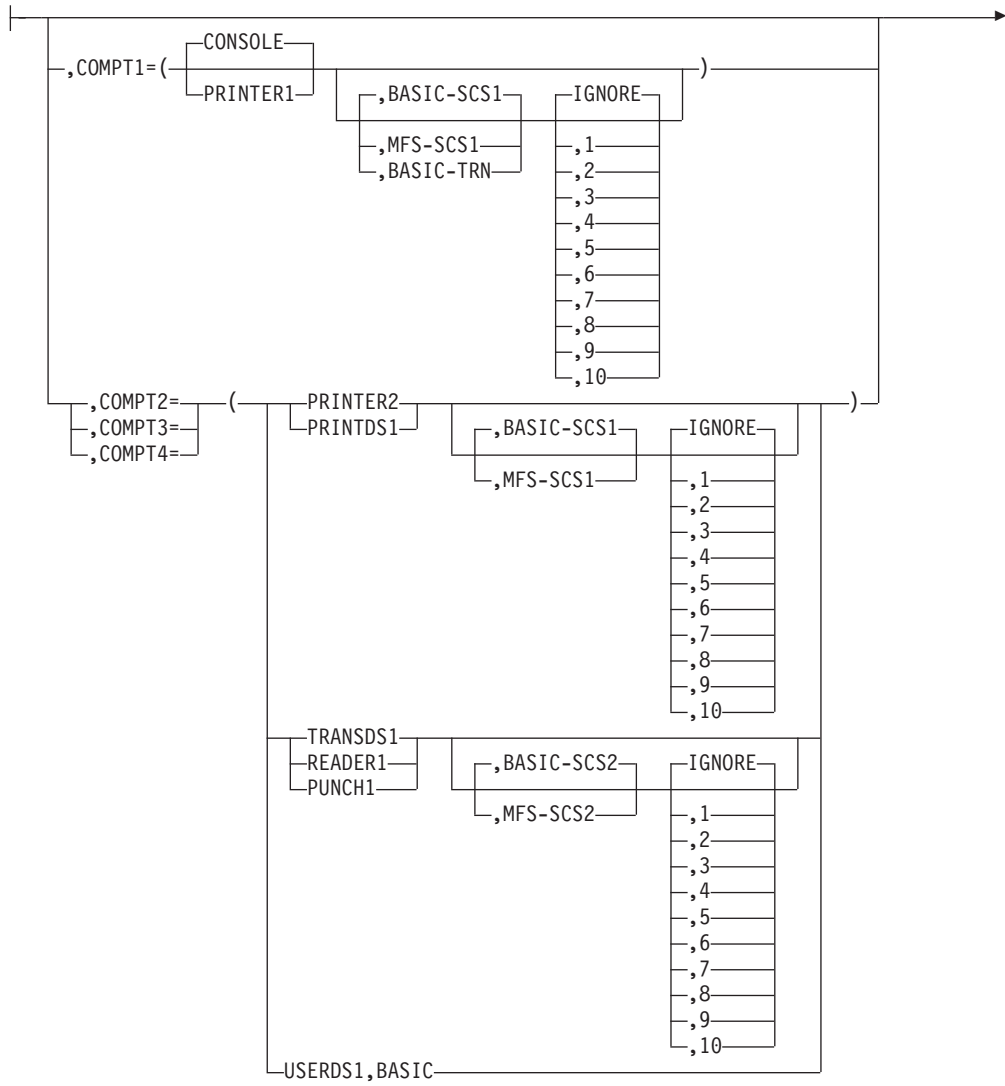 CONSOLE
,COMPT1=( )
PRINTER1
,BASIC-SCS1 IGNORE
,MFS-SCS1 ,1
,BASIC-TRN ,2
,3
,4
,5
,6
,7
,8
,9
,10
,COMPT2= ( PRINTER2 )
,COMPT3= PRINTDS1 ,BASIC-SCS1 IGNORE
,COMPT4=
,MFS-SCS1 ,1
,2
,3
,4
,5
,6
,7
,8
,9
,10
TRANSDS1
READER1 ,BASIC-SCS2 IGNORE
PUNCH1
,MFS-SCS2 ,1
,2
,3
,4
,5
,6
,7
,8
,9
,10
USERDS1,BASIC